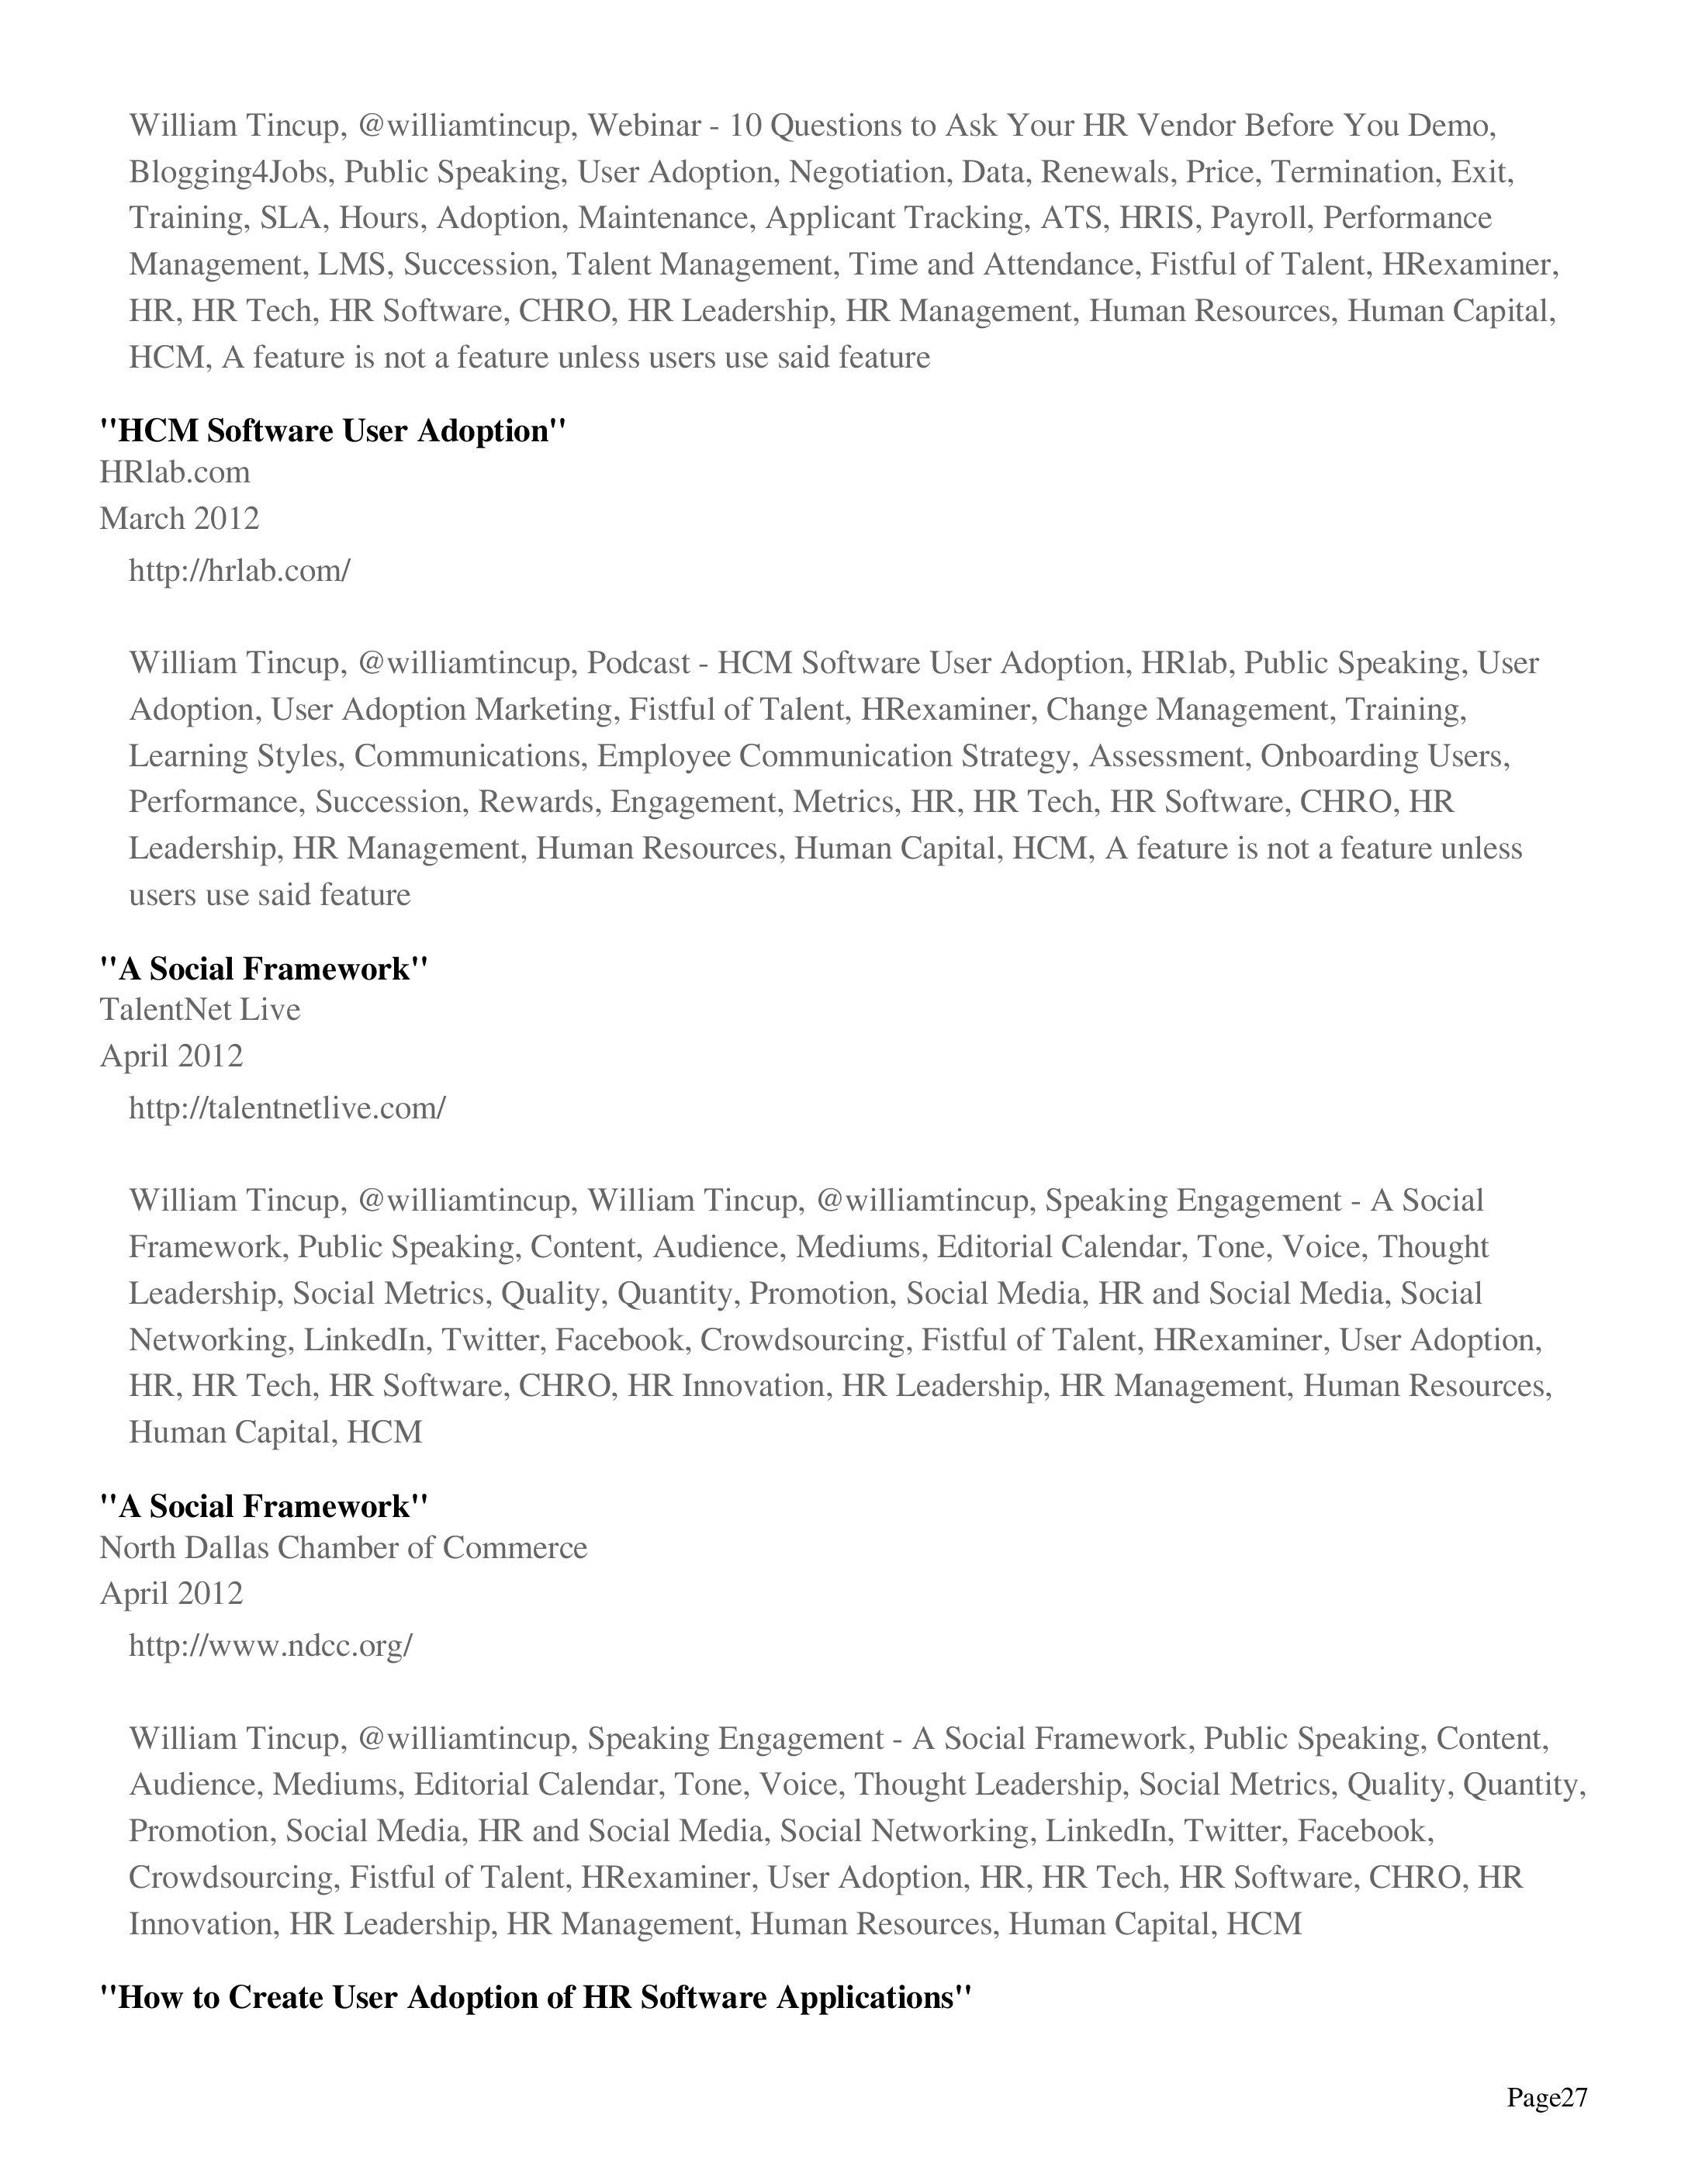 William Tincup, @williamtincup, Webinar - 10 Questions to Ask Your HR Vendor Before You Demo,
Blogging4Jobs, Public Speaking, User Adoption, Negotiation, Data, Renewals, Price, Termination, Exit,
Training, SLA, Hours, Adoption, Maintenance, Applicant Tracking, ATS, HRIS, Payroll, Performance
Management, LMS, Succession, Talent Management, Time and Attendance, Fistful of Talent, HRexaminer,
HR, HR Tech, HR Software, CHRO, HR Leadership, HR Management, Human Resources, Human Capital,
HCM, A feature is not a feature unless users use said feature
"HCM Software User Adoption"
HRlab.com
March 2012
http://hrlab.com/
William Tincup, @williamtincup, Podcast - HCM Software User Adoption, HRlab, Public Speaking, User
Adoption, User Adoption Marketing, Fistful of Talent, HRexaminer, Change Management, Training,
Learning Styles, Communications, Employee Communication Strategy, Assessment, Onboarding Users,
Performance, Succession, Rewards, Engagement, Metrics, HR, HR Tech, HR Software, CHRO, HR
Leadership, HR Management, Human Resources, Human Capital, HCM, A feature is not a feature unless
users use said feature
"A Social Framework"
TalentNet Live
April 2012
http://talentnetlive.com/
William Tincup, @williamtincup, William Tincup, @williamtincup, Speaking Engagement - A Social
Framework, Public Speaking, Content, Audience, Mediums, Editorial Calendar, Tone, Voice, Thought
Leadership, Social Metrics, Quality, Quantity, Promotion, Social Media, HR and Social Media, Social
Networking, LinkedIn, Twitter, Facebook, Crowdsourcing, Fistful of Talent, HRexaminer, User Adoption,
HR, HR Tech, HR Software, CHRO, HR Innovation, HR Leadership, HR Management, Human Resources,
Human Capital, HCM
"A Social Framework"
North Dallas Chamber of Commerce
April 2012
http://www.ndcc.org/
William Tincup, @williamtincup, Speaking Engagement - A Social Framework, Public Speaking, Content,
Audience, Mediums, Editorial Calendar, Tone, Voice, Thought Leadership, Social Metrics, Quality, Quantity,
Promotion, Social Media, HR and Social Media, Social Networking, LinkedIn, Twitter, Facebook,
Crowdsourcing, Fistful of Talent, HRexaminer, User Adoption, HR, HR Tech, HR Software, CHRO, HR
Innovation, HR Leadership, HR Management, Human Resources, Human Capital, HCM
"How to Create User Adoption of HR Software Applications"
Page27